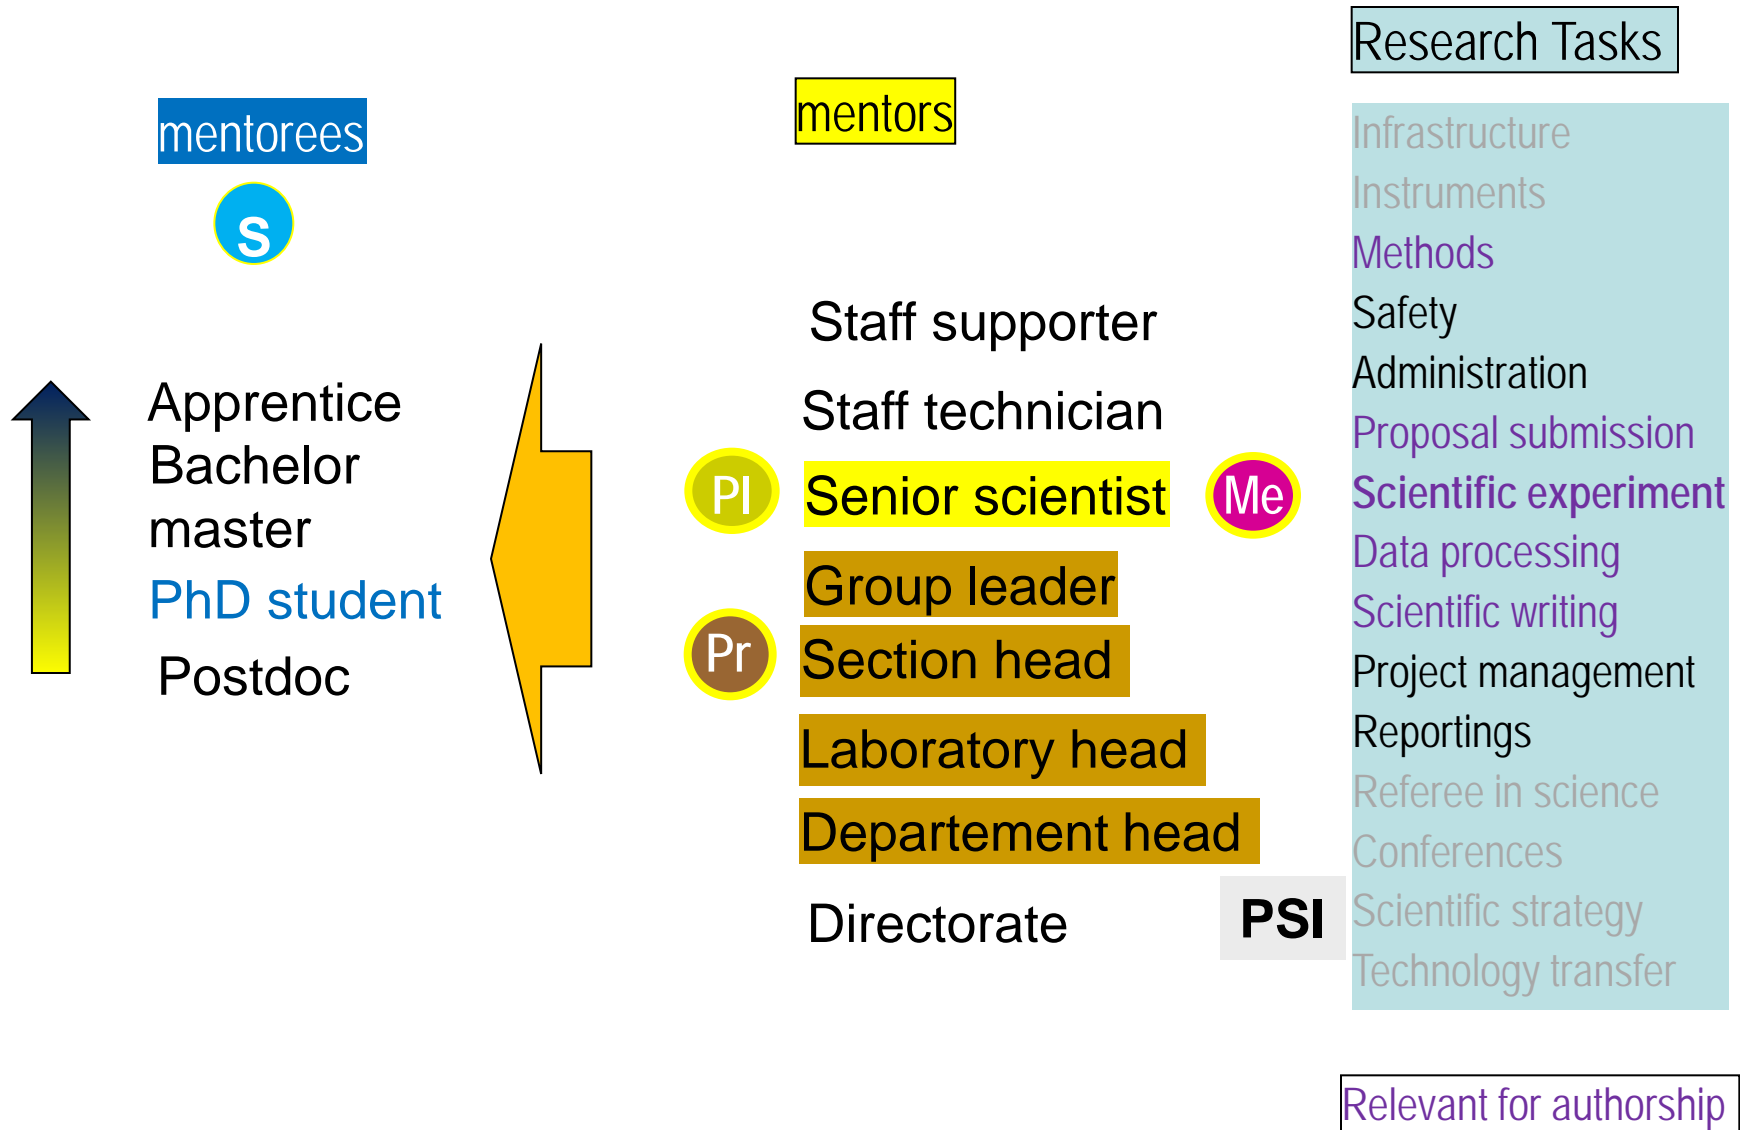 mentorees
S
Apprentice
Bachelor
master
PhD student
Postdoc
mentors
Staff supporter
Staff technician
PI Senior scientist Me
Group leader
Pr Section head
Laboratory head
Departement head
Directorate PSI
Research Tasks
Infrastructure
Instruments
Methods
Safety
Administration
Proposal submission
Scientific experiment
Data processing
Scientific writing
Project management
Reportings
Referee in science
Conferences
Scientific strategy
Technology transfer
Relevant for authorship